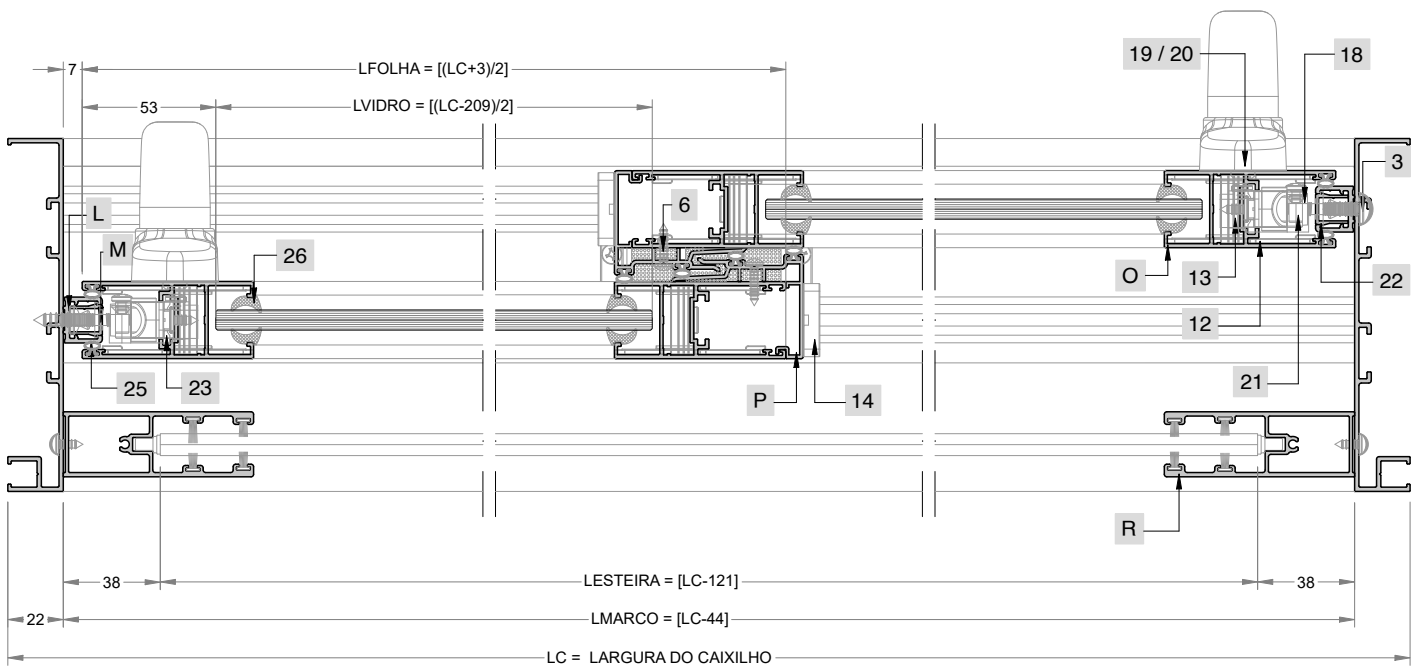 19 / 20
18
7
LFOLHA = [(LC+3)/2]
53
LVIDRO = [(LC-209)/2]
3
6
L
M
26
O
13
22
12
25
23
21
P
14
R
38
LESTEIRA = [LC-121]
38
22
LMARCO = [LC-44]
LC = LARGURA DO CAIXILHO